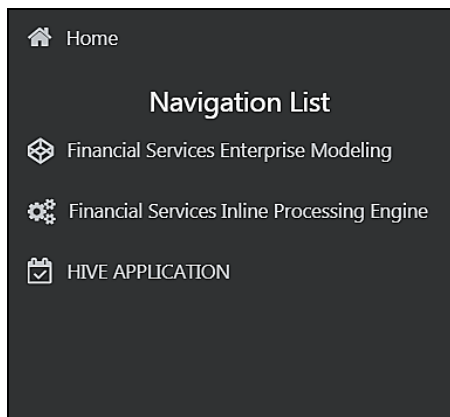 Home
Navigation List
Financial Services Enterprise Modeling
Financial Services Inline Processing Engine
HIVE APPLICATION